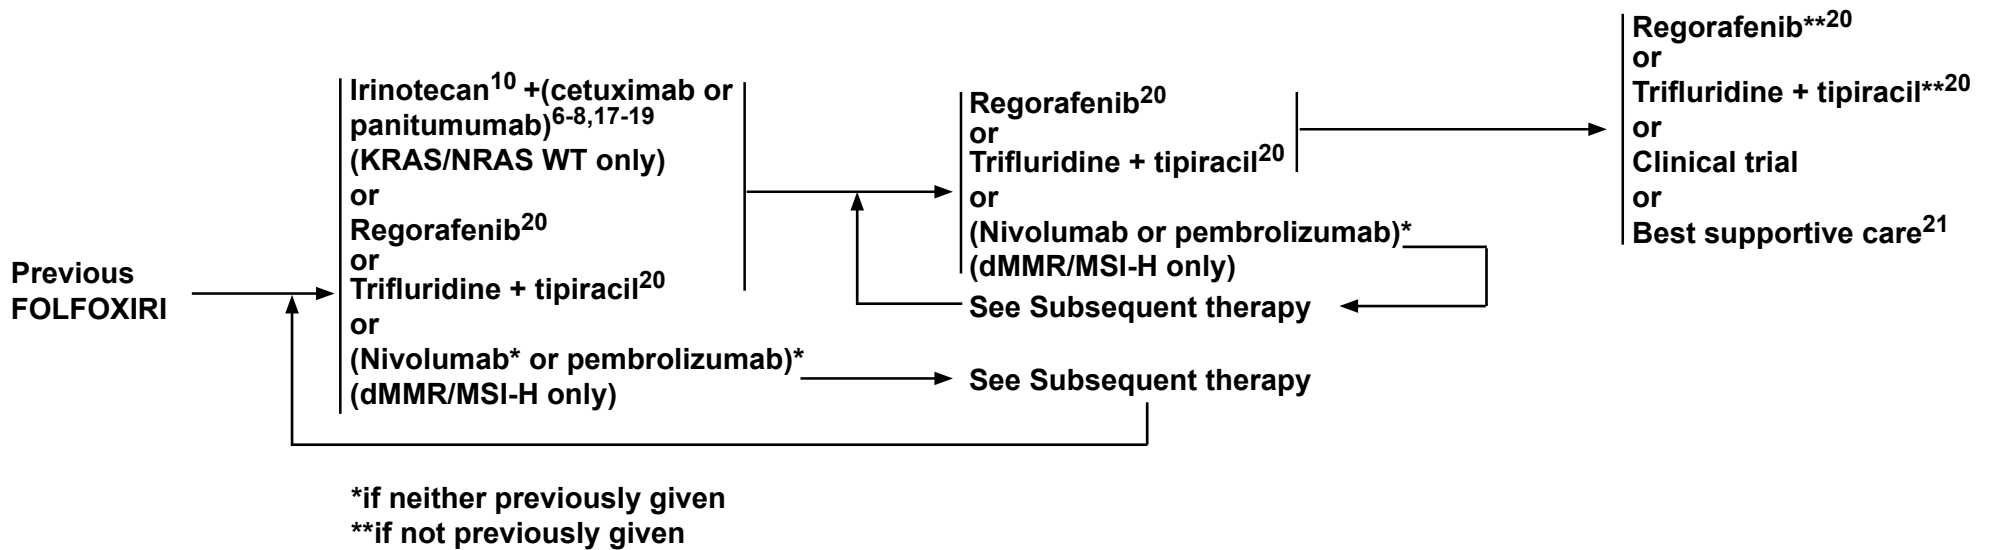 Previous
FOLFOXIRI
Irinotecan10 +(cetuximab or
panitumumab)6-8,17-19
(KRAS/NRAS WT only)
or
Regorafenib20
or
Trifluridine + tipiracil20
or
(Nivolumab* or pembrolizumab)*
(dMMR/MSI-H only)
Regorafenib20
or
Trifluridine + tipiracil20
or
(Nivolumab or pembrolizumab)*
(dMMR/MSI-H only)
See Subsequent therapy
See Subsequent therapy
Regorafenib**20
or
Trifluridine + tipiracil**20
or
Clinical trial
or
Best supportive care21
*if neither previously given
**if not previously given